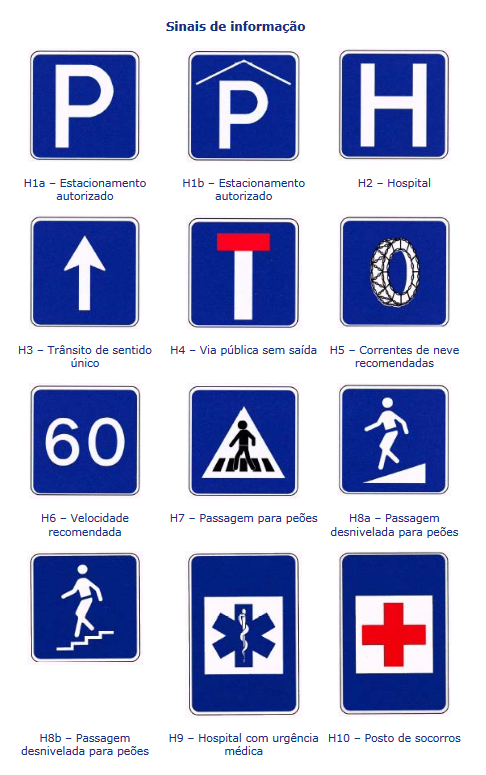 Sinais de informação
P
P
H
H1a – Estacionamento
autorizado
H1b – Estacionamento
autorizado
H2 – Hospital
H3 – Trânsito de sentido
único
H4 – Via pública sem saída
H5 – Correntes de neve
recomendadas
60
H6 – Velocidade
recomendada
H7 – Passagem para peões
H8a – Passagem
desnivelada para peões
H8b – Passagem
desnivelada para peões
H9 – Hospital com urgência
médica
H10 – Posto de socorros